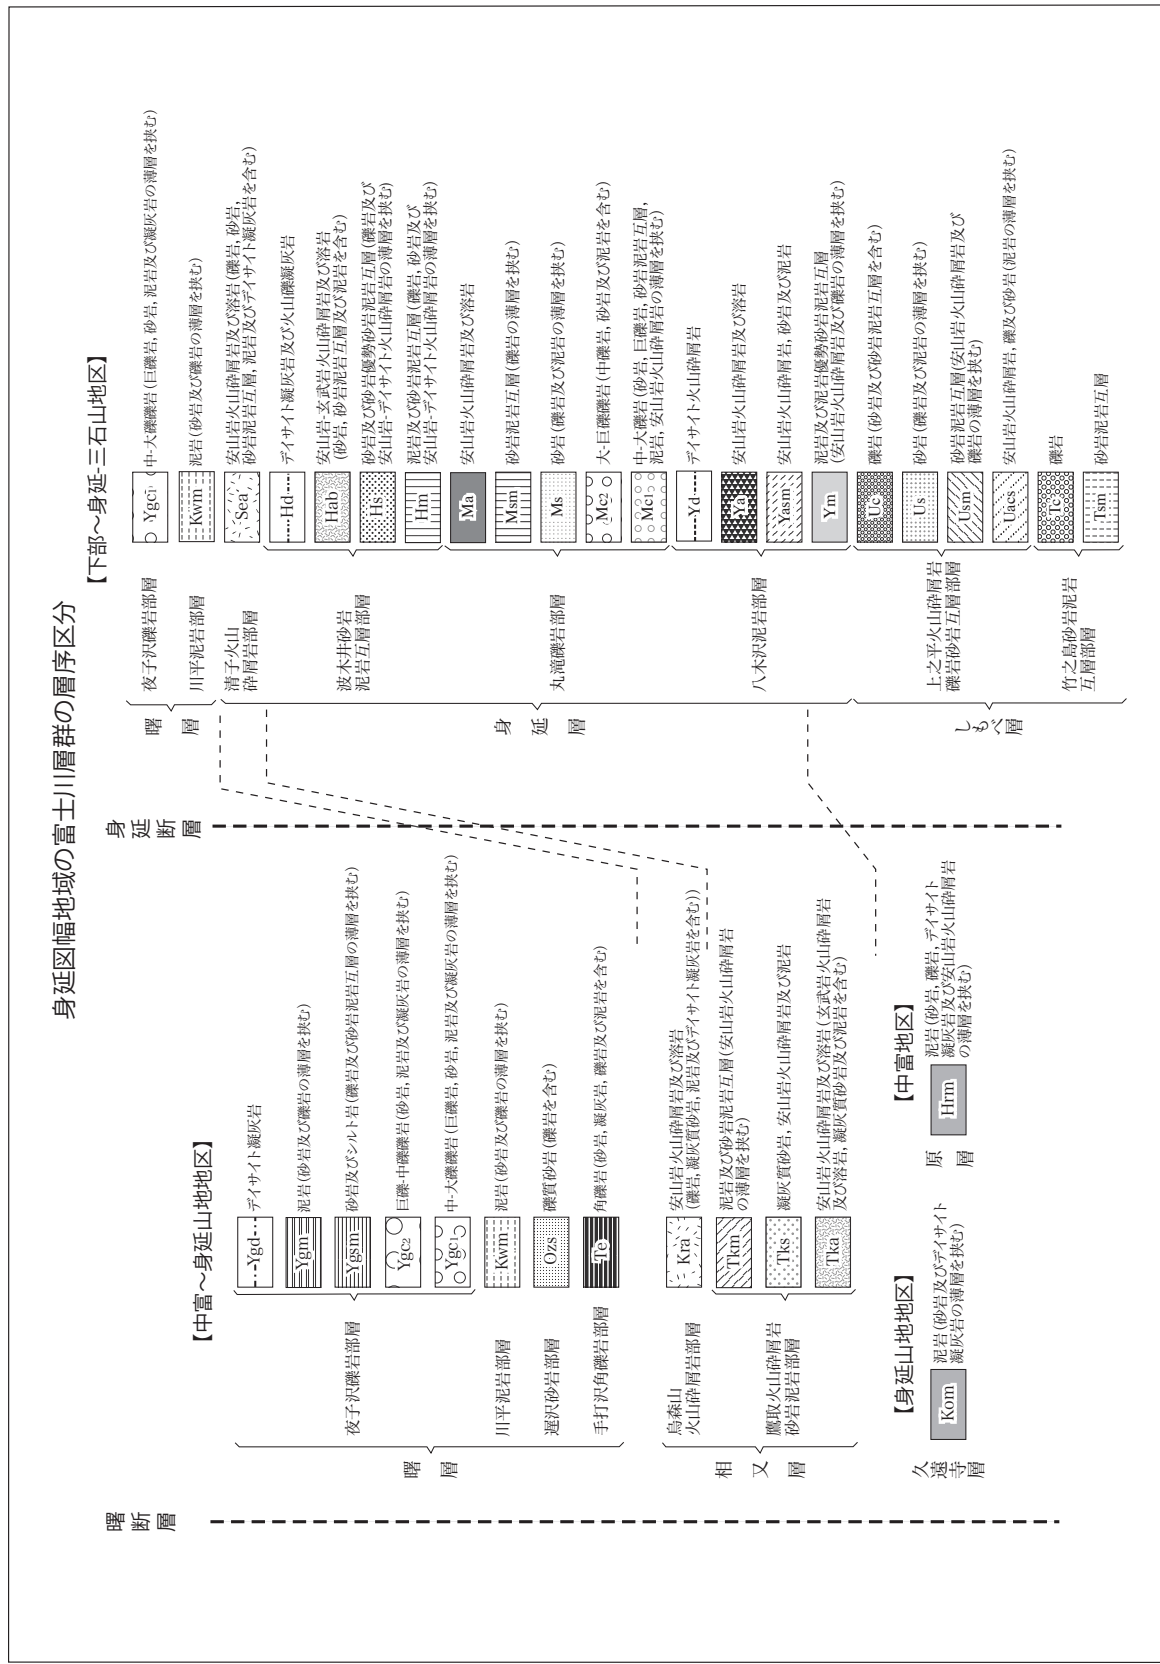 身延図幅地域の富士川層群の層序区分
曙断層
身延断層
【中富～身延山地地区】
曙層
夜子沢礫岩部層
Ygd
デイサイト凝灰岩
Ygm
泥岩(砂岩及び礫岩の薄層を挟む)
Ygsm
砂岩及びシルト岩(礫岩及び砂岩泥岩互層の薄層を挟む)
Ygc2
巨礫-中礫礫岩(砂岩, 泥岩及び凝灰岩の薄層を挟む)
Ygc1
中-大礫礫岩(巨礫岩, 砂岩, 泥岩及び凝灰岩の薄層を挟む)
川平泥岩部層
Kwm
泥岩(砂岩及び礫岩の薄層を挟む)
遅沢砂岩部層
Ozs
礫質砂岩(礫岩を含む)
手打沢角礫岩部層
Te
角礫岩(砂岩, 凝灰岩, 礫岩及び泥岩を含む)
相又層
烏森山
火山砕屑岩部層
Kra
安山岩火山砕屑岩及び溶岩
(礫岩, 凝灰質砂岩, 泥岩及びデイサイト凝灰岩を含む))
鷹取火山砕屑岩
砂岩泥岩部層
Tkm
泥岩及び砂岩泥岩互層(安山岩火山砕屑岩
の薄層を挟む)
Tks
凝灰質砂岩, 安山岩火山砕屑岩及び泥岩
Tka
安山岩火山砕屑岩及び溶岩(玄武岩火山砕屑岩
及び溶岩, 凝灰質砂岩及び泥岩を含む)
【身延山地地区】
久遠寺層
Kom
泥岩(砂岩及びデイサイト
凝灰岩の薄層を挟む)
【中富地区】
原層
Hrm
泥岩(砂岩, 礫岩, デイサイト
凝灰岩及び安山岩火山砕屑岩
の薄層を挟む)
【下部～身延-三石山地区】
曙層
夜子沢礫岩部層
Ygc1
中-大礫礫岩(巨礫岩, 砂岩, 泥岩及び凝灰岩の薄層を挟む)
川平泥岩部層
Kwm
泥岩(砂岩及び礫岩の薄層を挟む)
身延層
清子火山
砕屑岩部層
Sea
安山岩火山砕屑岩及び溶岩(礫岩, 砂岩,
砂岩泥岩互層, 泥岩及びデイサイト凝灰岩を含む)
波木井砂岩
泥岩互層部層
Hd
デイサイト凝灰岩及び火山礫凝灰岩
Hab
安山岩-玄武岩火山砕屑岩及び溶岩
(砂岩, 砂岩泥岩互層及び泥岩を含む)
Hs
砂岩及び砂岩優勢砂岩泥岩互層(礫岩及び
安山岩-デイサイト火山砕屑岩の薄層を挟む)
Hm
泥岩及び砂岩泥岩互層(礫岩, 砂岩及び
安山岩-デイサイト火山砕屑岩の薄層を挟む)
丸滝礫岩部層
Ma
安山岩火山砕屑岩及び溶岩
Msm
砂岩泥岩互層(礫岩の薄層を挟む)
Ms
砂岩(礫岩及び泥岩の薄層を挟む)
Mc2
大-巨礫礫岩(中礫岩, 砂岩及び泥岩を含む)
Mc1
中-大礫岩(砂岩, 巨礫岩, 砂岩泥岩互層,
泥岩, 安山岩火山砕屑岩の薄層を挟む)
八木沢泥岩部層
Yd
デイサイト火山砕屑岩
Ya
安山岩火山砕屑岩及び溶岩
Yasm
安山岩火山砕屑岩, 砂岩及び泥岩
Ym
泥岩及び泥岩優勢砂岩泥岩互層
(安山岩火山砕屑岩及び礫岩の薄層を挟む)
しもべ層
上之平火山砕屑岩
礫岩砂岩互層部層
Uc
礫岩(砂岩及び砂岩泥岩互層を含む)
Us
砂岩(礫岩及び泥岩の薄層を挟む)
Usm
砂岩泥岩互層(安山岩火山砕屑岩及び
礫岩の薄層を挟む)
Uacs
安山岩火山砕屑岩, 礫及び砂岩(泥岩の薄層を挟む)
竹之島砂岩泥岩
互層部層
Tc
礫岩
Tsm
砂岩泥岩互層